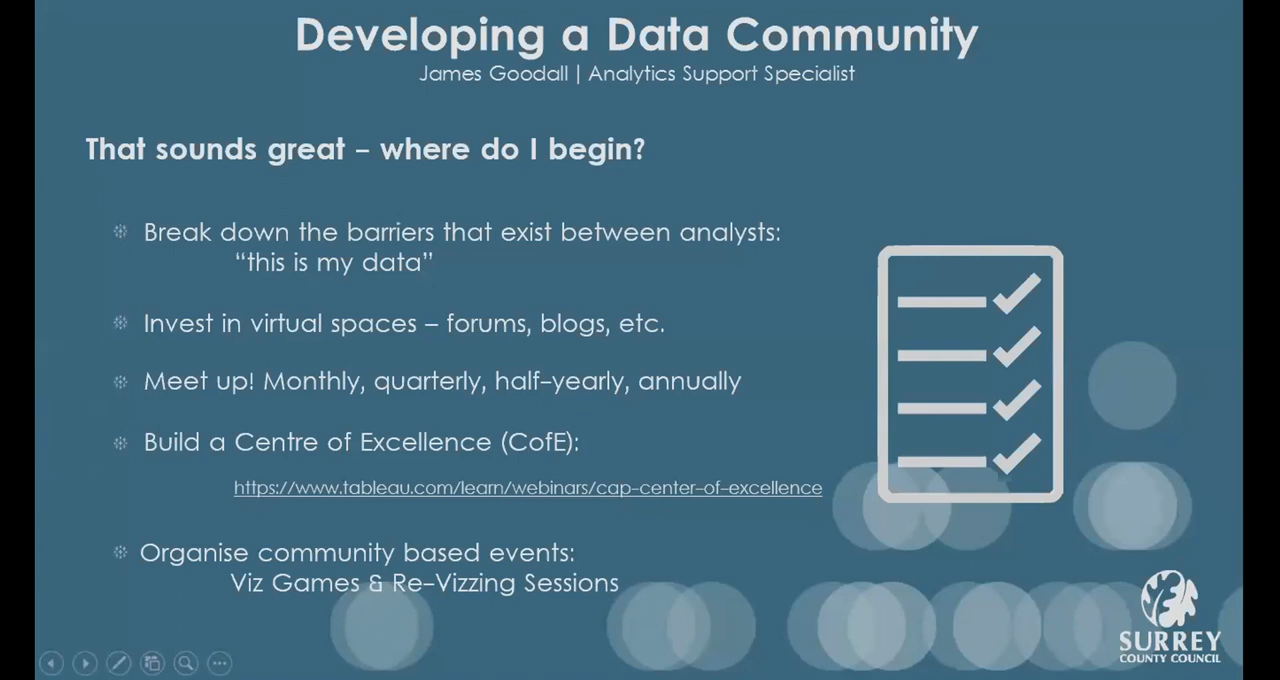 Developing a Data Community
James Goodall | Analytics Support Specialist
That sounds great – where do I begin?
Break down the barriers that exist between analysts:
“this is my data”
Invest in virtual spaces – forums, blogs, etc.
Meet up! Monthly, quarterly, half-yearly, annually
Build a Centre of Excellence (CofE):
https://www.tableau.com/learn/webinars/cap-center-of-excellence
Organise community based events:
Viz Games & Re-Vizzing Sessions
SURREY
COUNTY COUNCIL